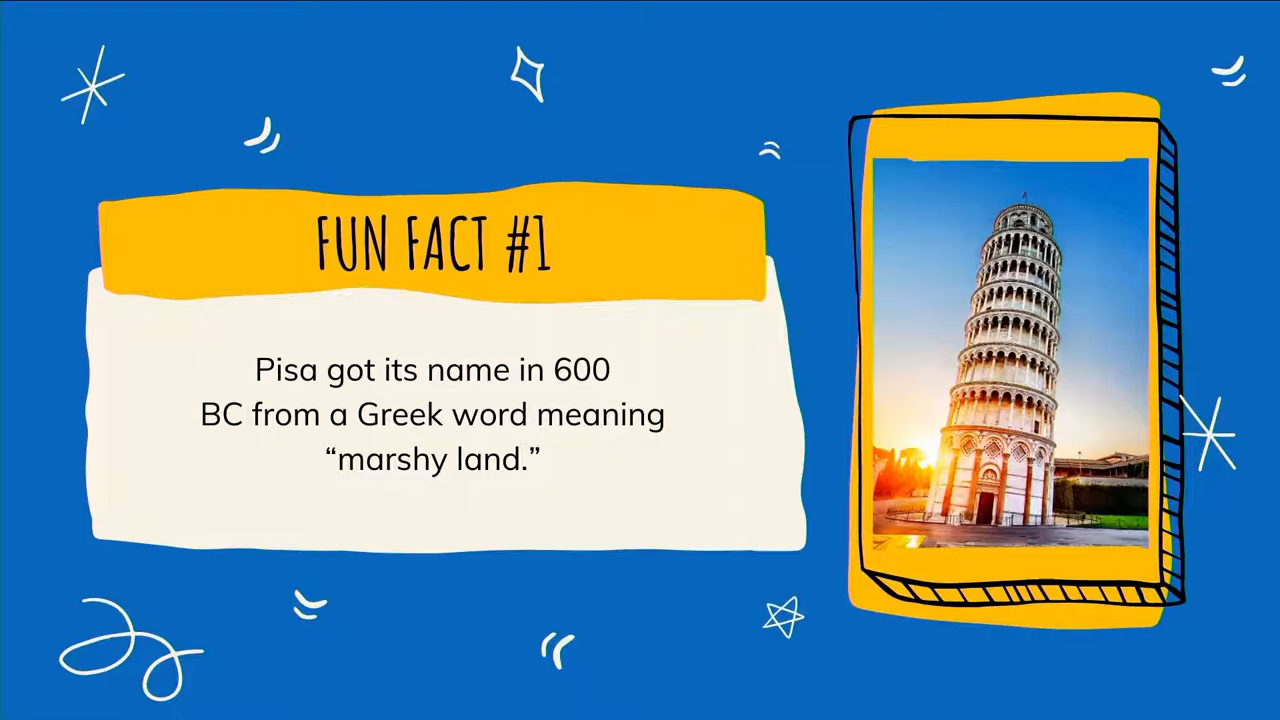 FUN FACT #1
Pisa got its name in 600
BC from a Greek word meaning
“marshy land.”